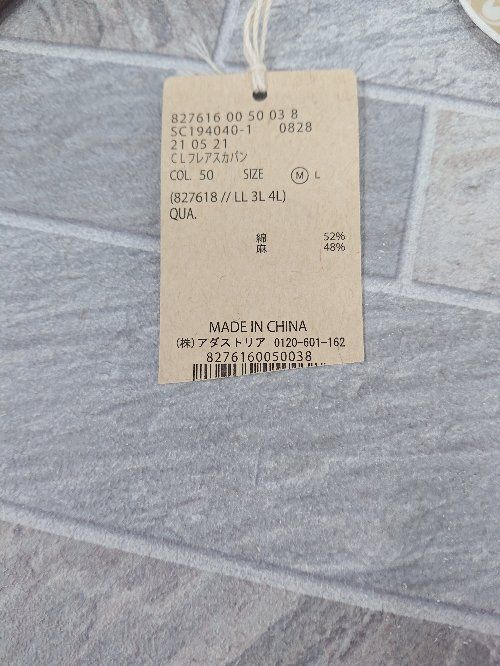 827616 00 50 03 8
SC194040-1 0828
21 05 21
CLフレアスカパン
COL. 50 SIZE M L
(827618 // LL 3L 4L)
QUA.
綿 52%
麻 48%
MADE IN CHINA
(株)アダストリア 0120-601-162
8276160050038